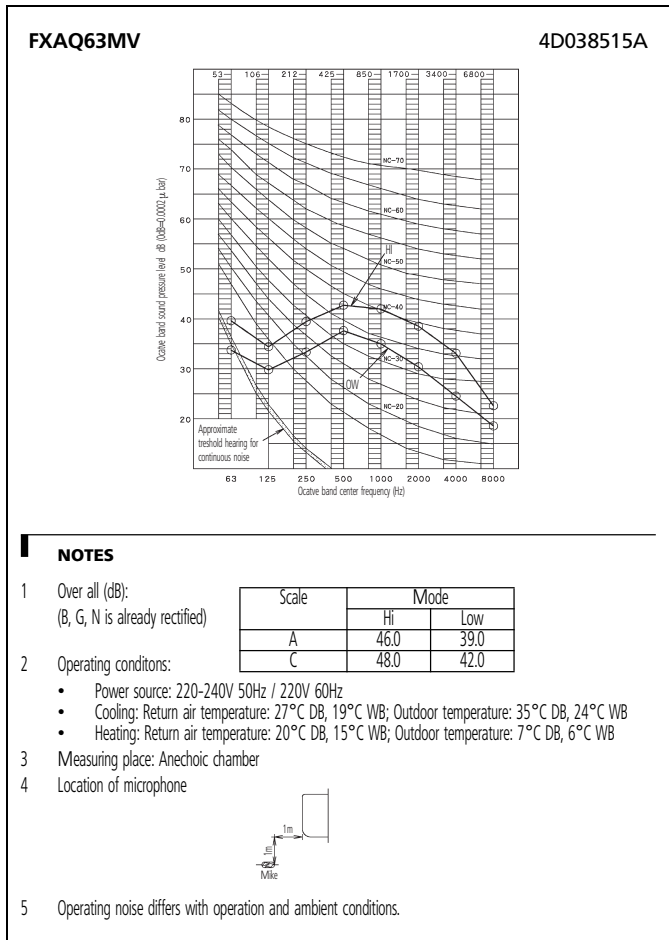 FXAQ63MV 4D038515A
53 106 212 425 850 1700 3400 6800
80
70
60
50
40
30
20
NC-70
NC-60
HI
NC-50
NC-40
NC-30
OW
NC-20
Ocatve band sound pressure level dB (0dB=0.0002 μ bar)
Approximate
treshold hearing for
continuous noise
63 125 250 500 1000 2000 4000 8000
Ocatve band center frequency (Hz)
NOTES
1 Over all (dB):
(B, G, N is already rectified)
Scale Mode
Hi Low
A 46.0 39.0
C 48.0 42.0
2 Operating conditons:
• Power source: 220-240V 50Hz / 220V 60Hz
• Cooling: Return air temperature: 27°C DB, 19°C WB; Outdoor temperature: 35°C DB, 24°C WB
• Heating: Return air temperature: 20°C DB, 15°C WB; Outdoor temperature: 7°C DB, 6°C WB
3 Measuring place: Anechoic chamber
4 Location of microphone
1m
1m
Mike
5 Operating noise differs with operation and ambient conditions.